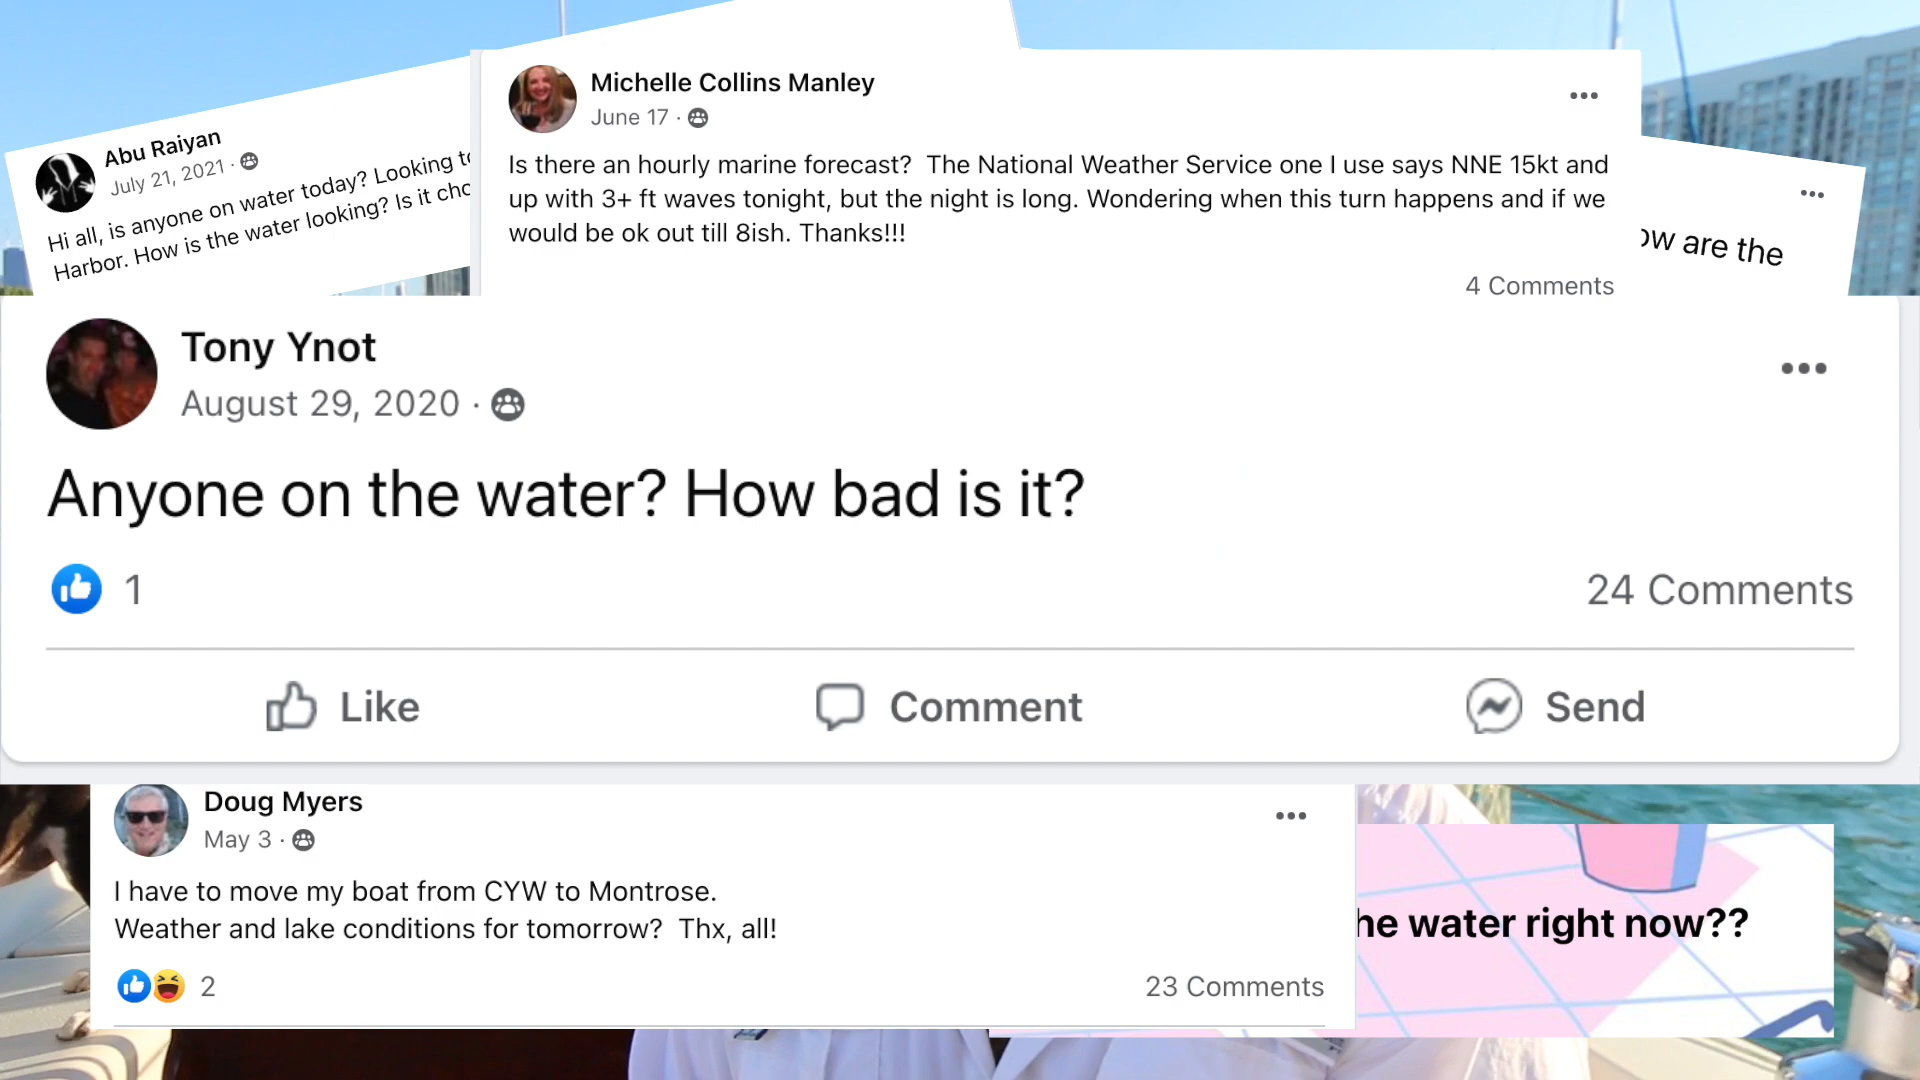 Abu Raiyan
July 21, 2021 ·
Hi all, is anyone on water today? Looking
Harbor. How is the water looking? Is it
Michelle Collins Manley
June 17 ·
Is there an hourly marine forecast?  The National Weather Service one I use says NNE 15kt and
up with 3+ ft waves tonight, but the night is long. Wondering when this turn happens and if we
would be ok out till 8ish. Thanks!!!
4 Comments
are the
Tony Ynot
August 29, 2020 ·
Anyone on the water? How bad is it?
1
24 Comments
Like
Comment
Send
Doug Myers
May 3 ·
I have to move my boat from CYW to Montrose.
Weather and lake conditions for tomorrow?  Thx, all!
2
23 Comments
he water right now??